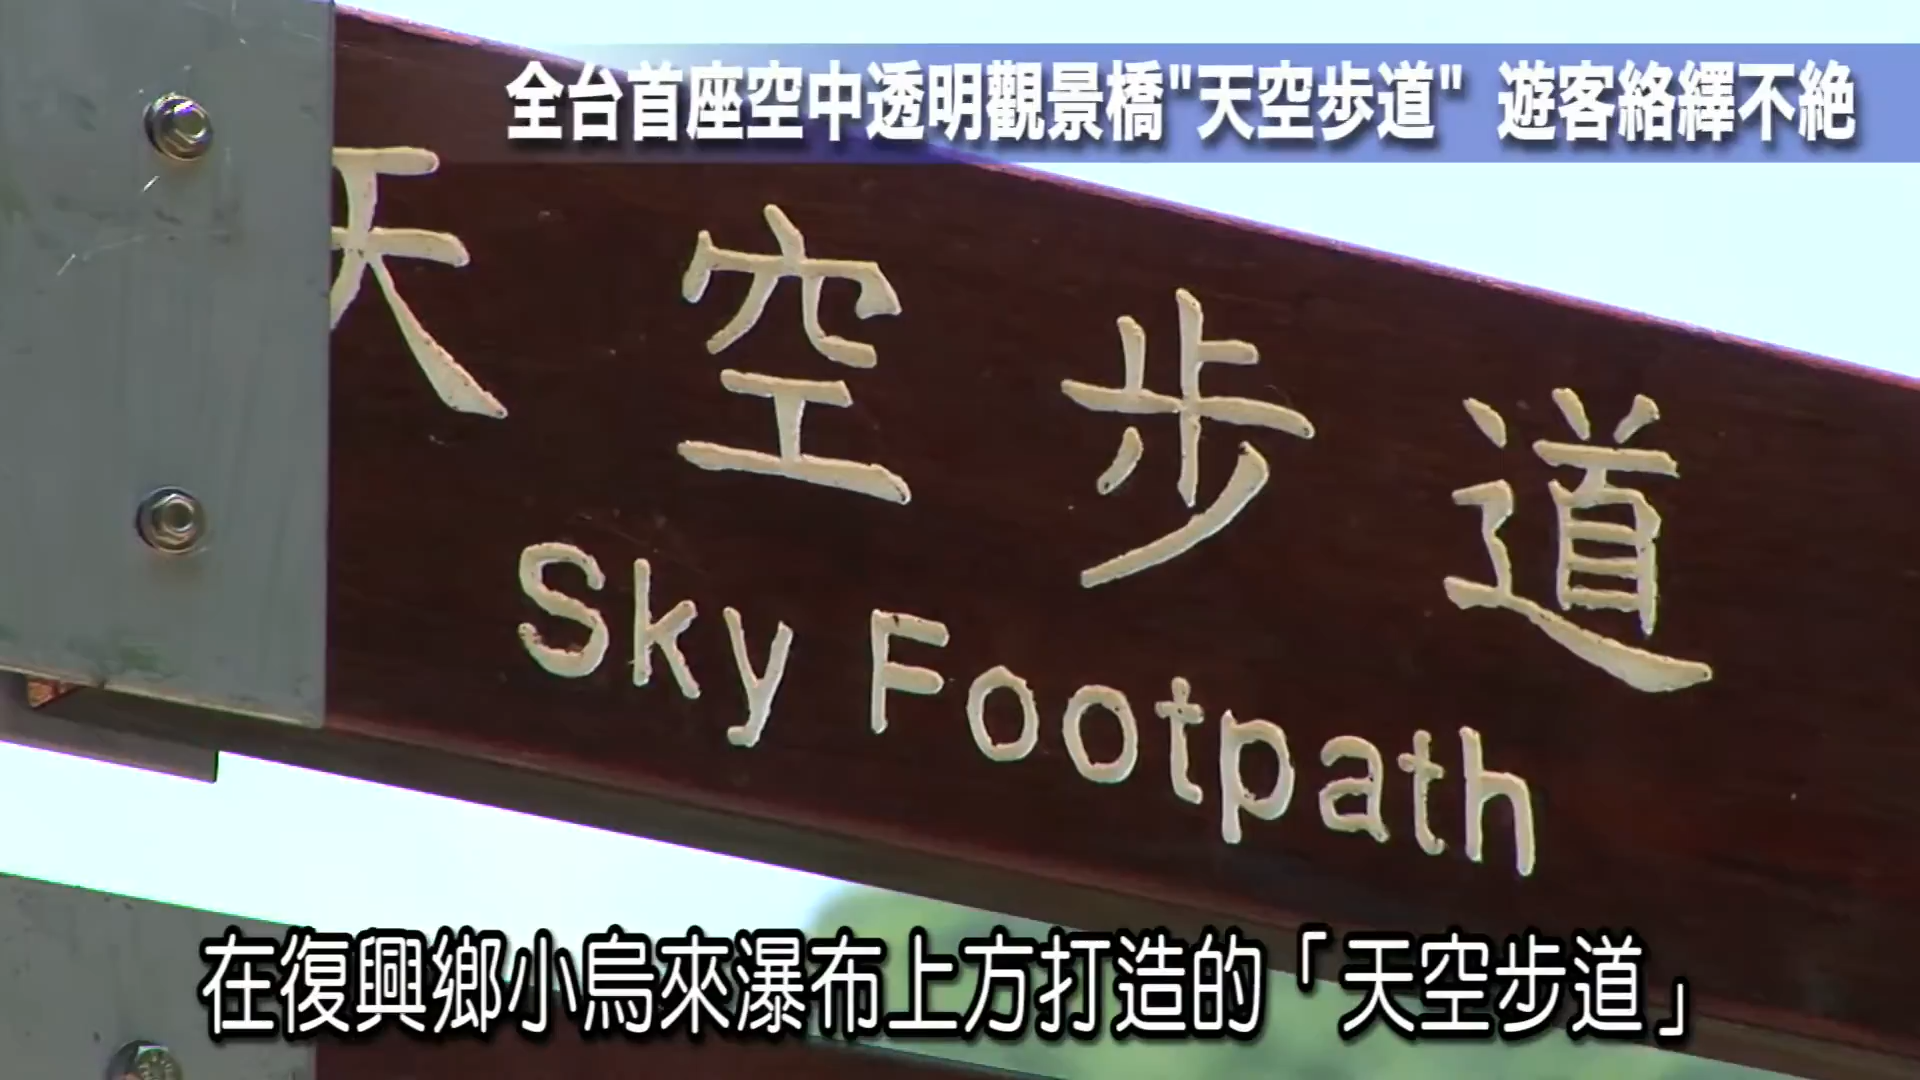 全台首座空中透明觀景橋"天空步道" 遊客絡繹不絕
天空步道
Sky Footpath
在復興鄉小烏來瀑布上方打造的「天空步道」